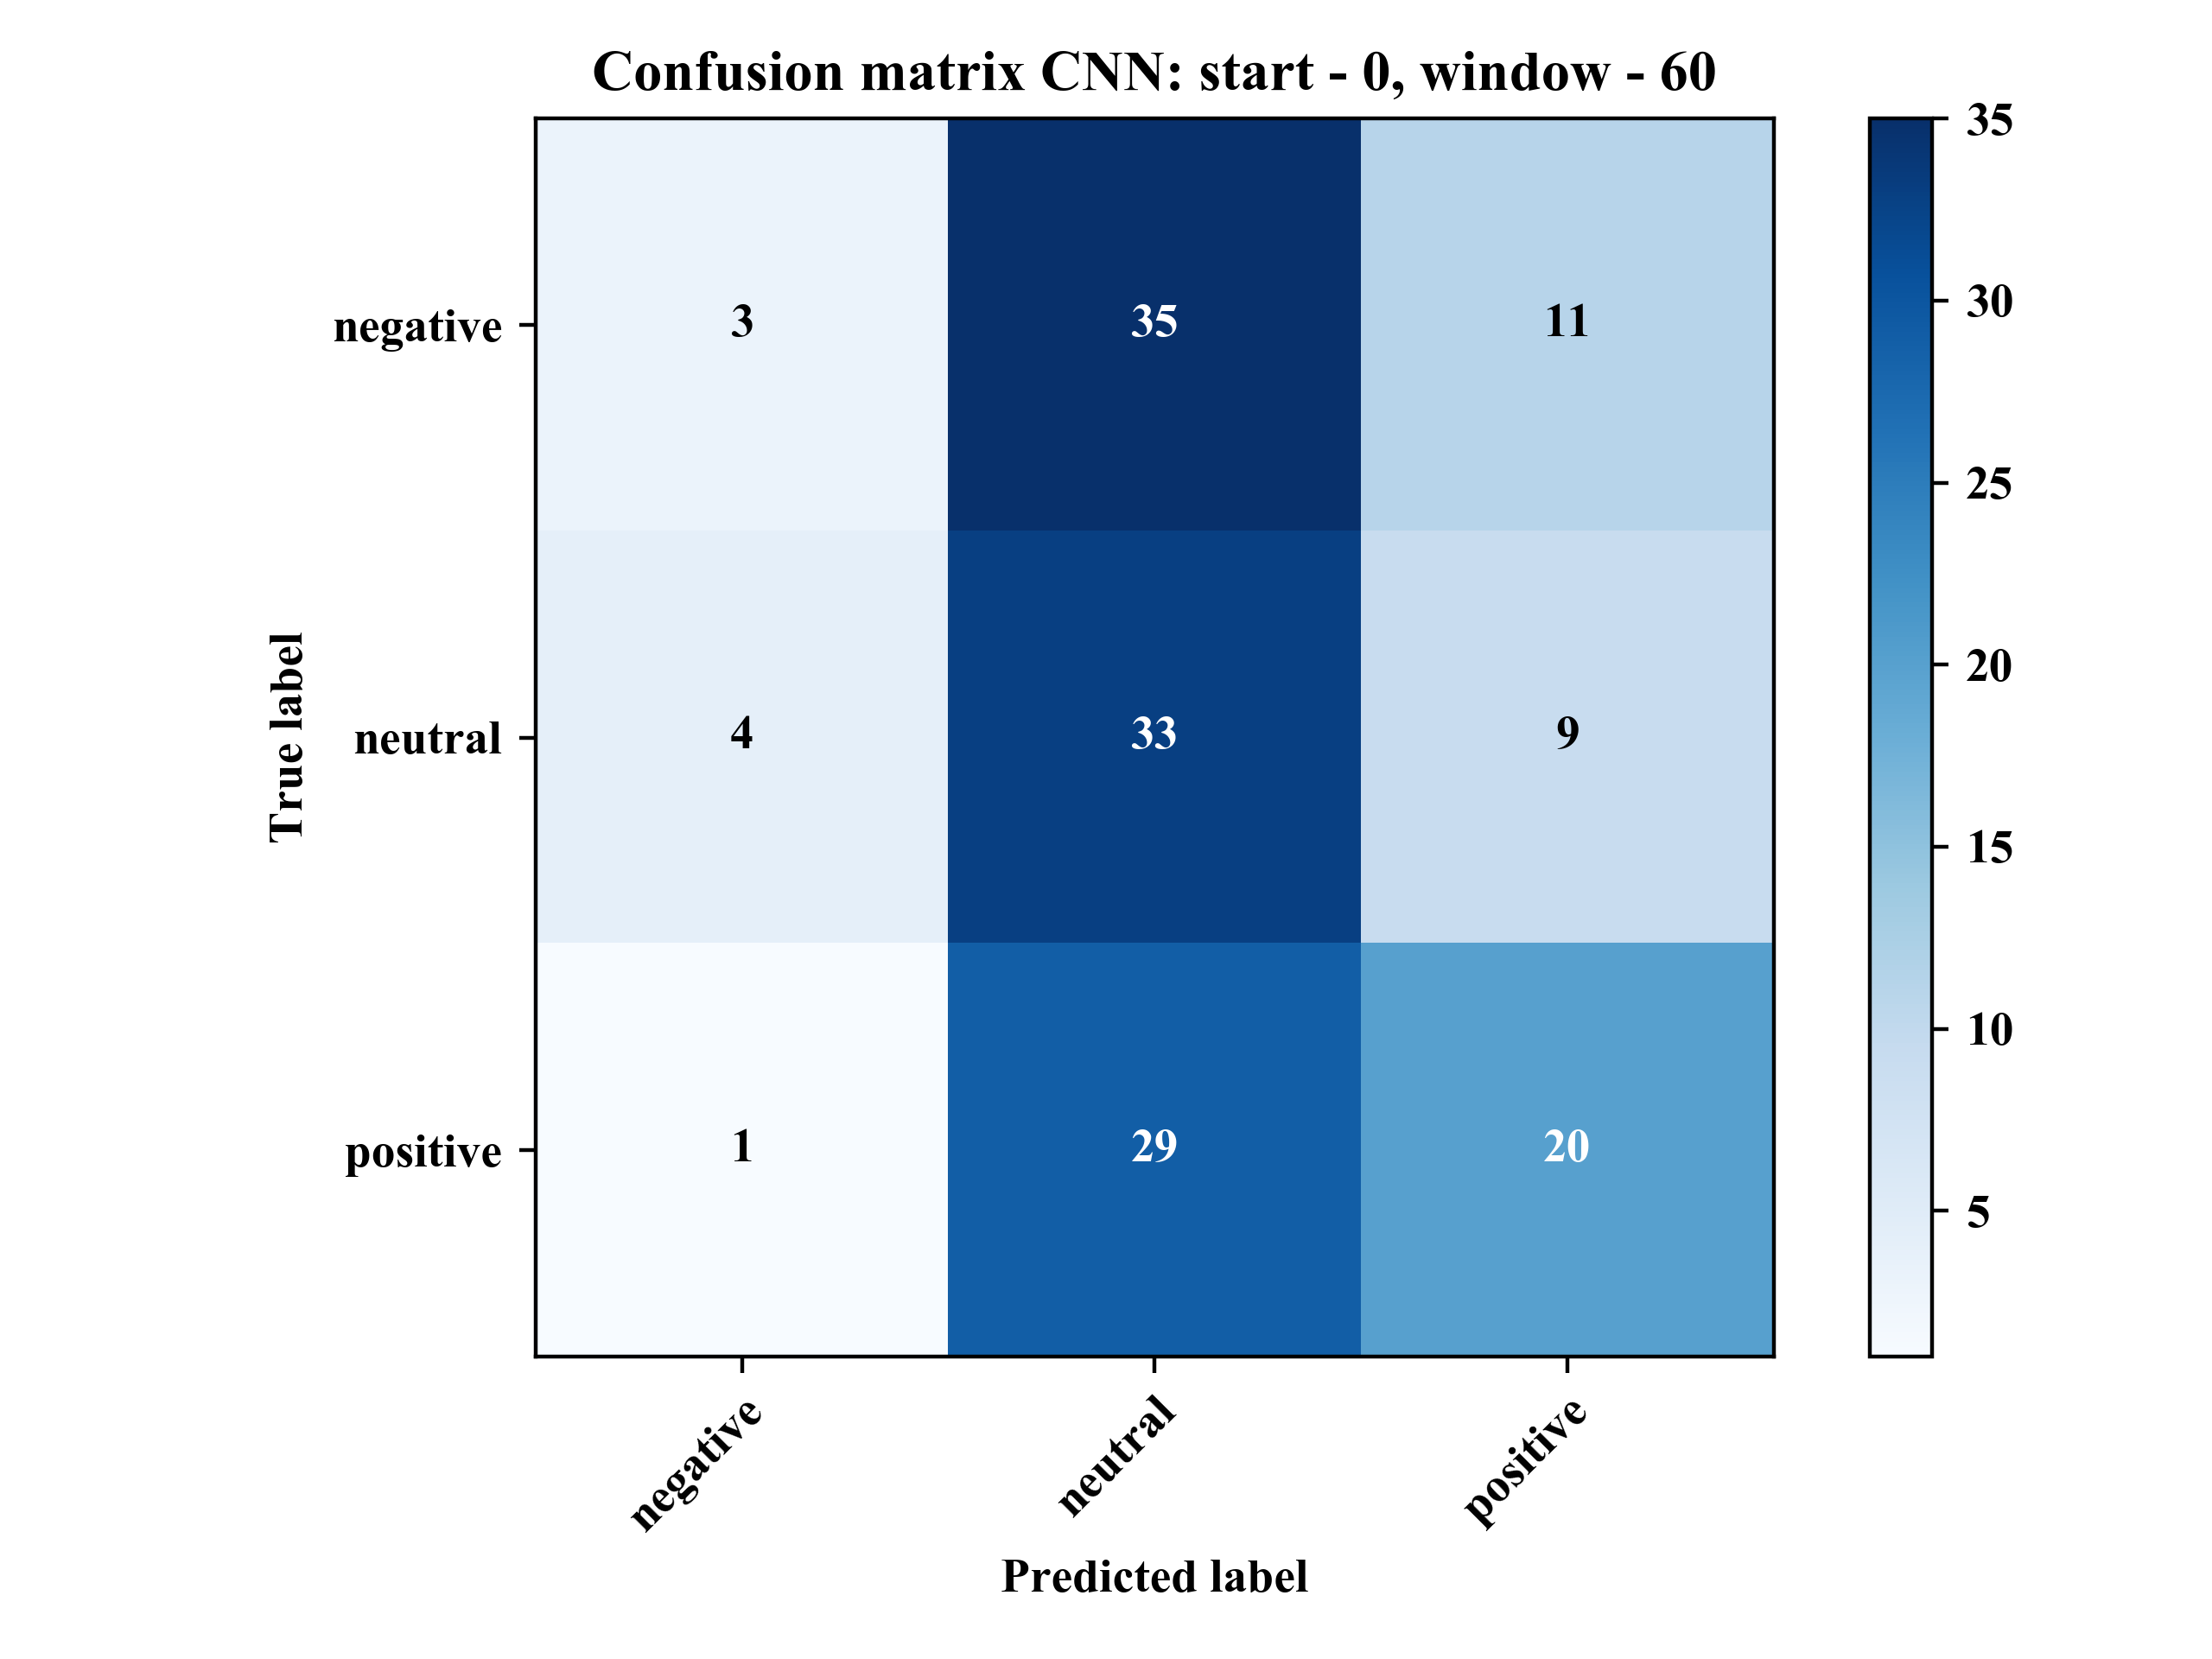 Confusion matrix CNN: start - 0, window - 60
True label
negative
3
35
11
neutral
4
33
9
positive
1
29
20
negative
neutral
positive
Predicted label
35
30
25
20
15
10
5